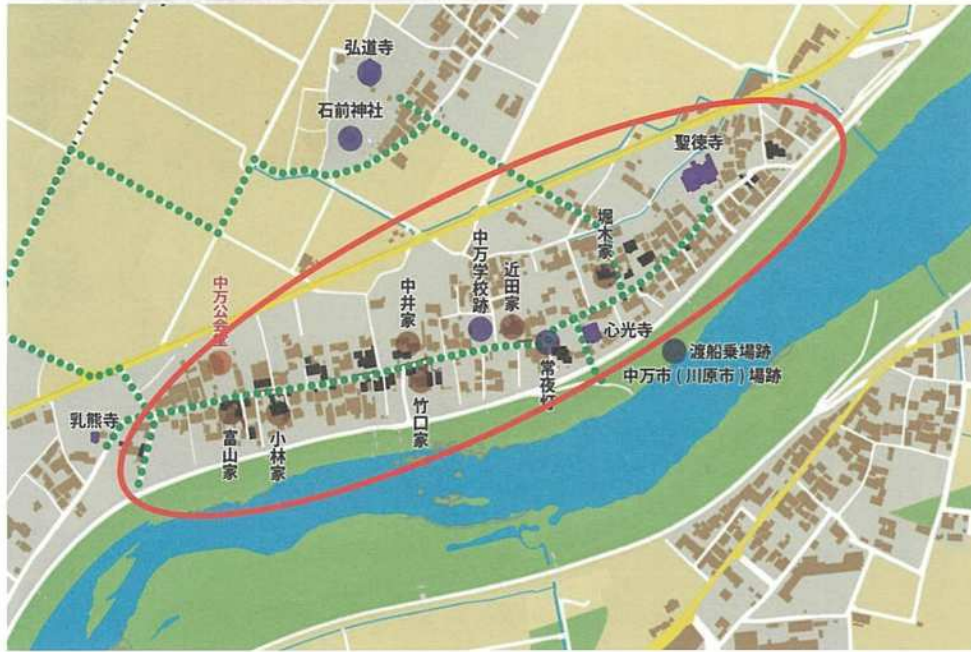 弘道寺
石前神社
聖徳寺
堀木家
中万学校跡
近田家
中井家
中万公会堂
心光寺
渡船乗場跡
中万市(川原市)場跡
常夜灯
乳熊寺
竹口家
富山家
小林家